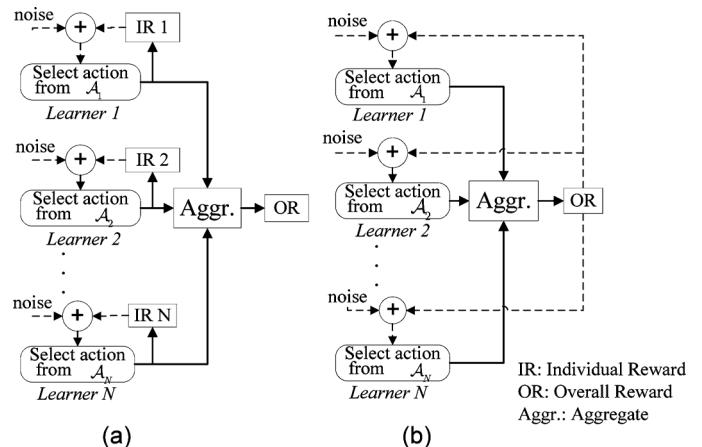 noise
+
IR 1
Select action
from 𝒜₁
Learner 1
noise
+
IR 2
Select action
from 𝒜₂
Learner 2
Aggr.
OR
noise
+
IR N
Select action
from 𝒜_N
Learner N
(a)
noise
+
Select action
from 𝒜₁
Learner 1
noise
+
Select action
from 𝒜₂
Learner 2
Aggr.
OR
noise
+
Select action
from 𝒜_N
Learner N
(b)
IR: Individual Reward
OR: Overall Reward
Aggr.: Aggregate